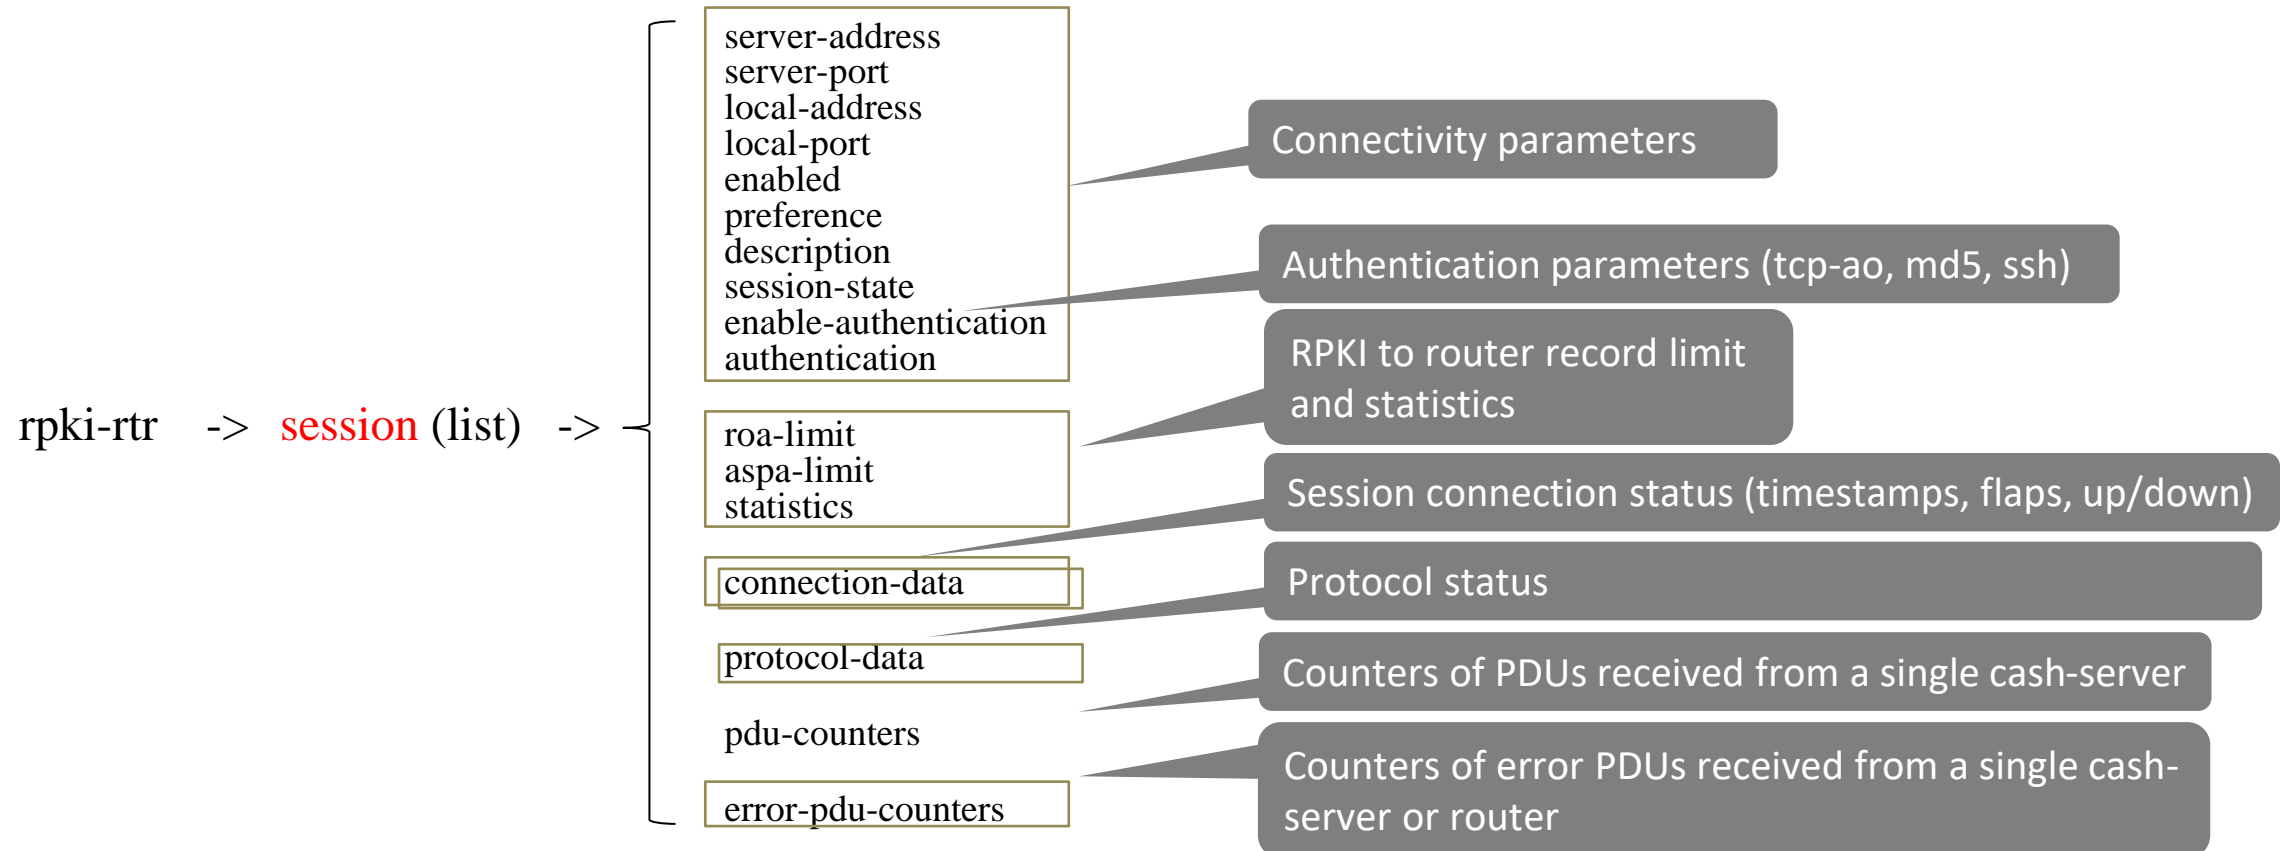 rpki-rtr -> session (list) ->
server-address
server-port
local-address
local-port
enabled
preference
description
session-state
enable-authentication
authentication
roa-limit
aspa-limit
statistics
connection-data
protocol-data
pdu-counters
error-pdu-counters
Connectivity parameters
Authentication parameters (tcp-ao, md5, ssh)
RPKI to router record limit
and statistics
Session connection status (timestamps, flaps, up/down)
Protocol status
Counters of PDUs received from a single cash-server
Counters of error PDUs received from a single cash-
server or router